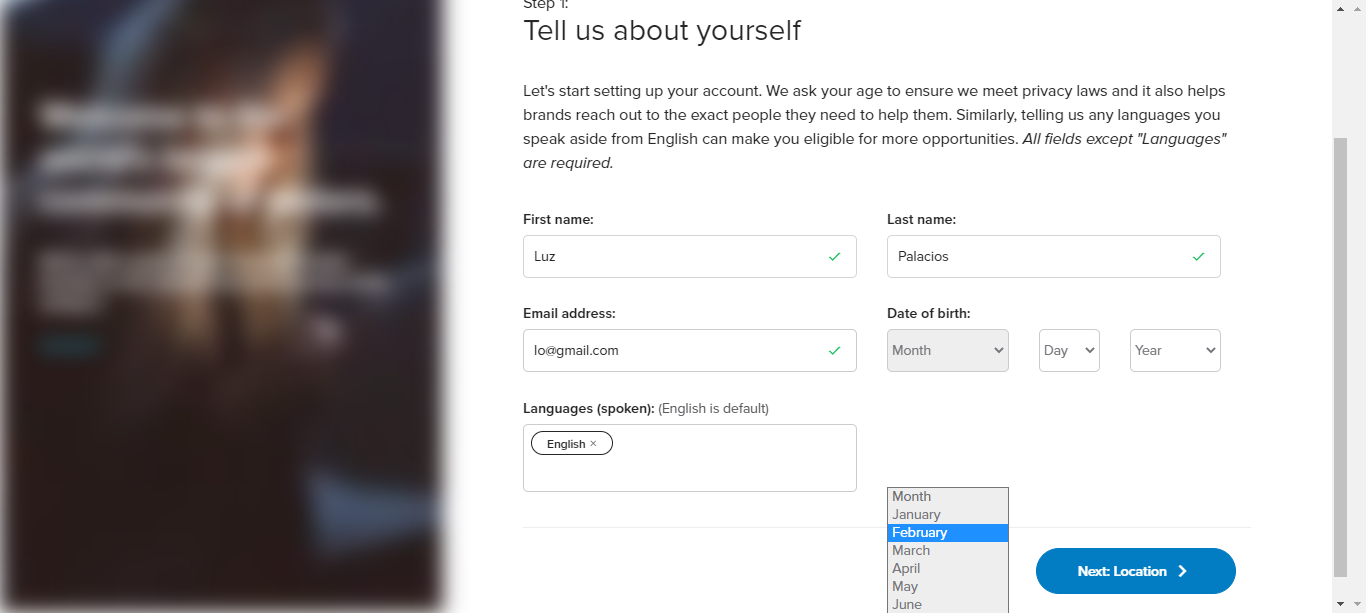 Step 1:
Tell us about yourself
Let's start setting up your account. We ask your age to ensure we meet privacy laws and it also helps
brands reach out to the exact people they need to help them. Similarly, telling us any languages you
speak aside from English can make you eligible for more opportunities. All fields except "Languages"
are required.
First name:
Last name:
Luz
Palacios
Email address:
Date of birth:
lo@gmail.com
Month
Day
Year
Languages (spoken): (English is default)
English ×
Month
January
February
March
April
May
June
Next: Location